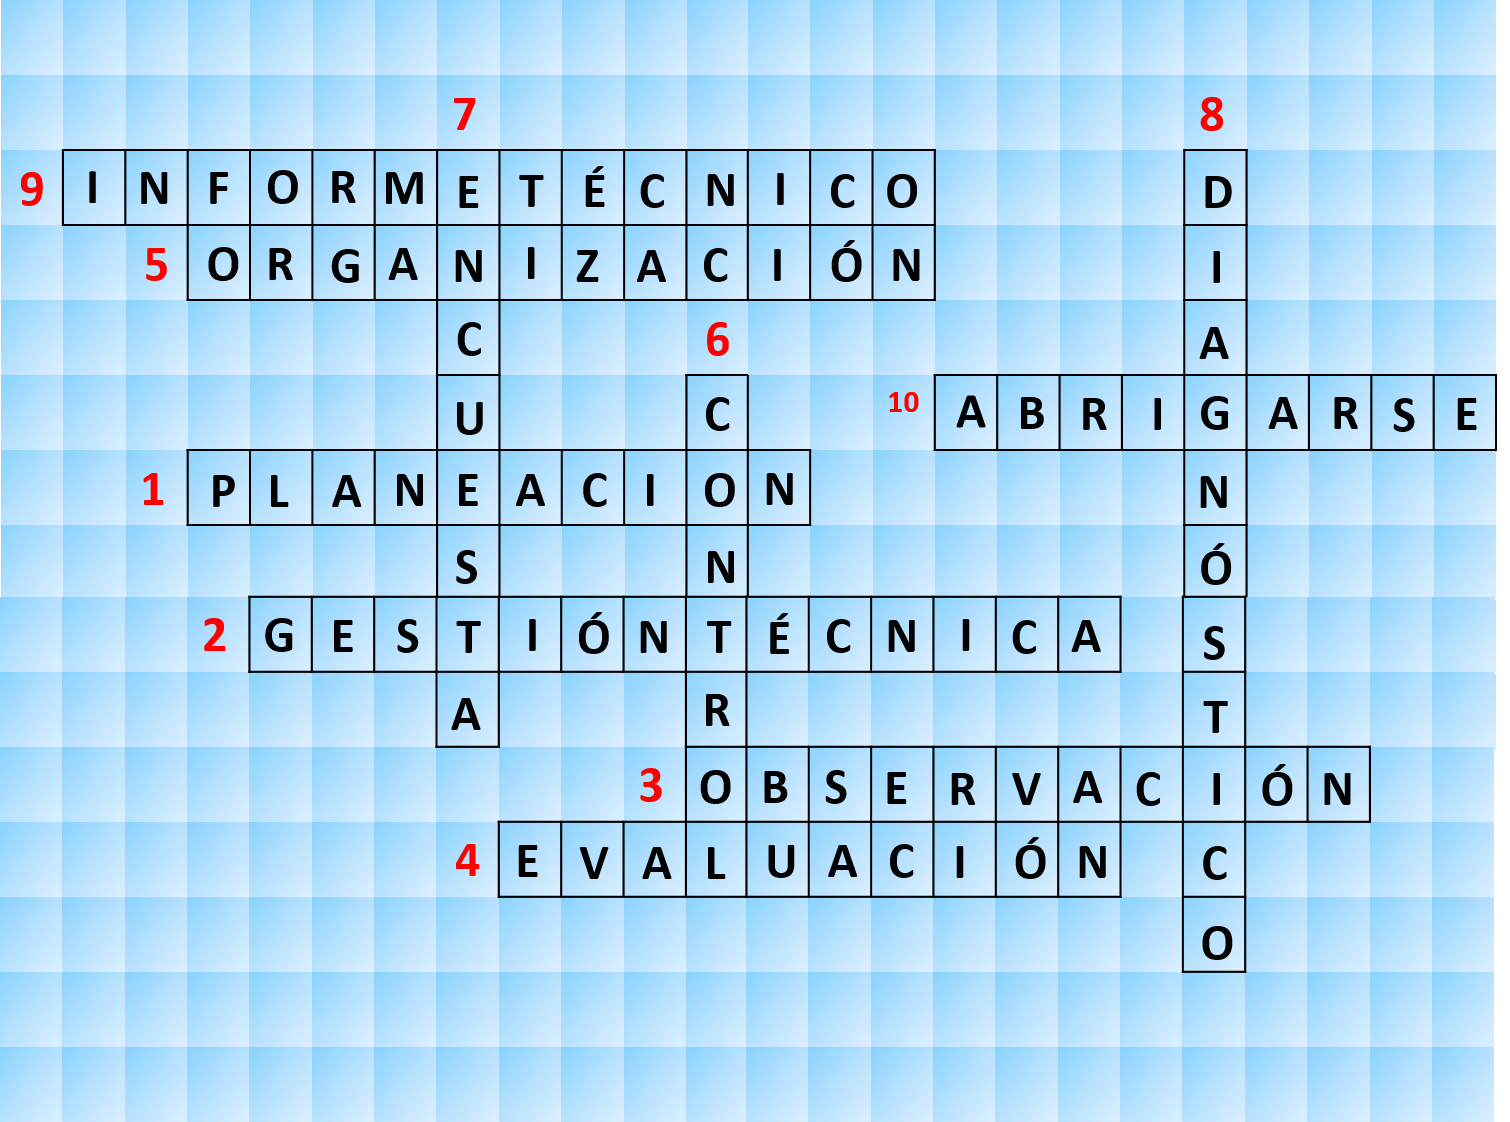 7 8
9 INFORMETÉCNICO D
5 ORGANIZACIÓN I
C 6 A
U C 10 ABRIGARSE
1 PLANEACION N
S N Ó
2 GESTIÓNTÉCNICA S
A R T
3 OBSERVACIÓN
4 EVALUACIÓN C
O